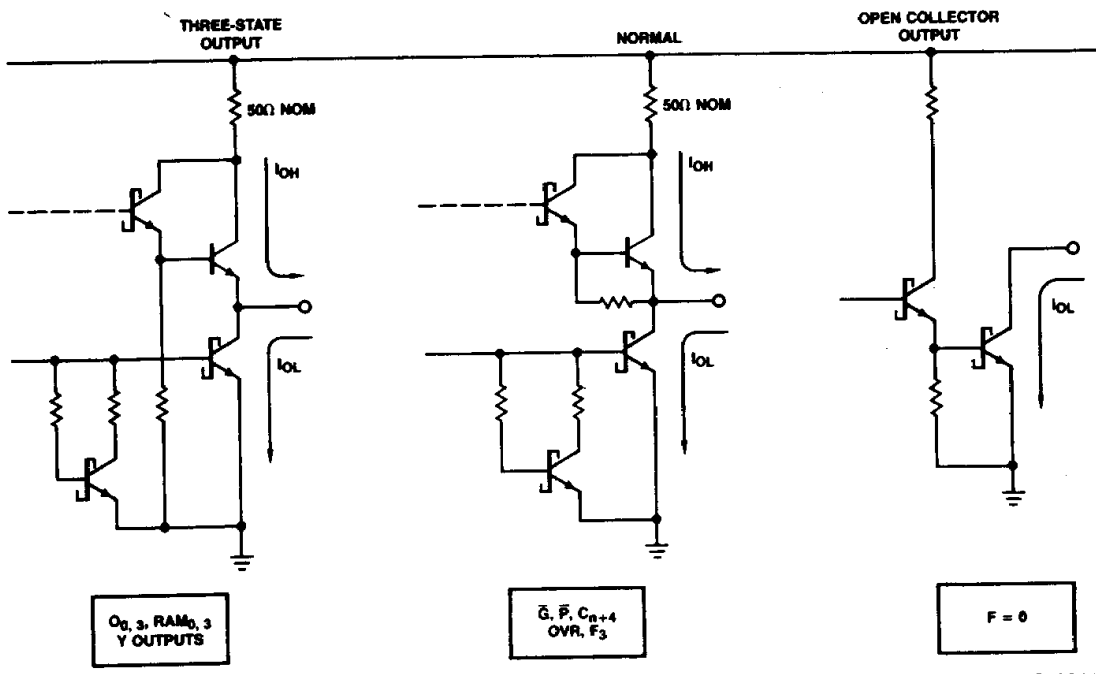 THREE-STATE
OUTPUT
NORMAL
OPEN COLLECTOR
OUTPUT
50Ω NOM
50Ω NOM
IOH
IOH
IOL
IOL
IOL
O0, 3, RAM0, 3
Y OUTPUTS
G̅, P̅, Cn+4
OVR, F3
F = 0